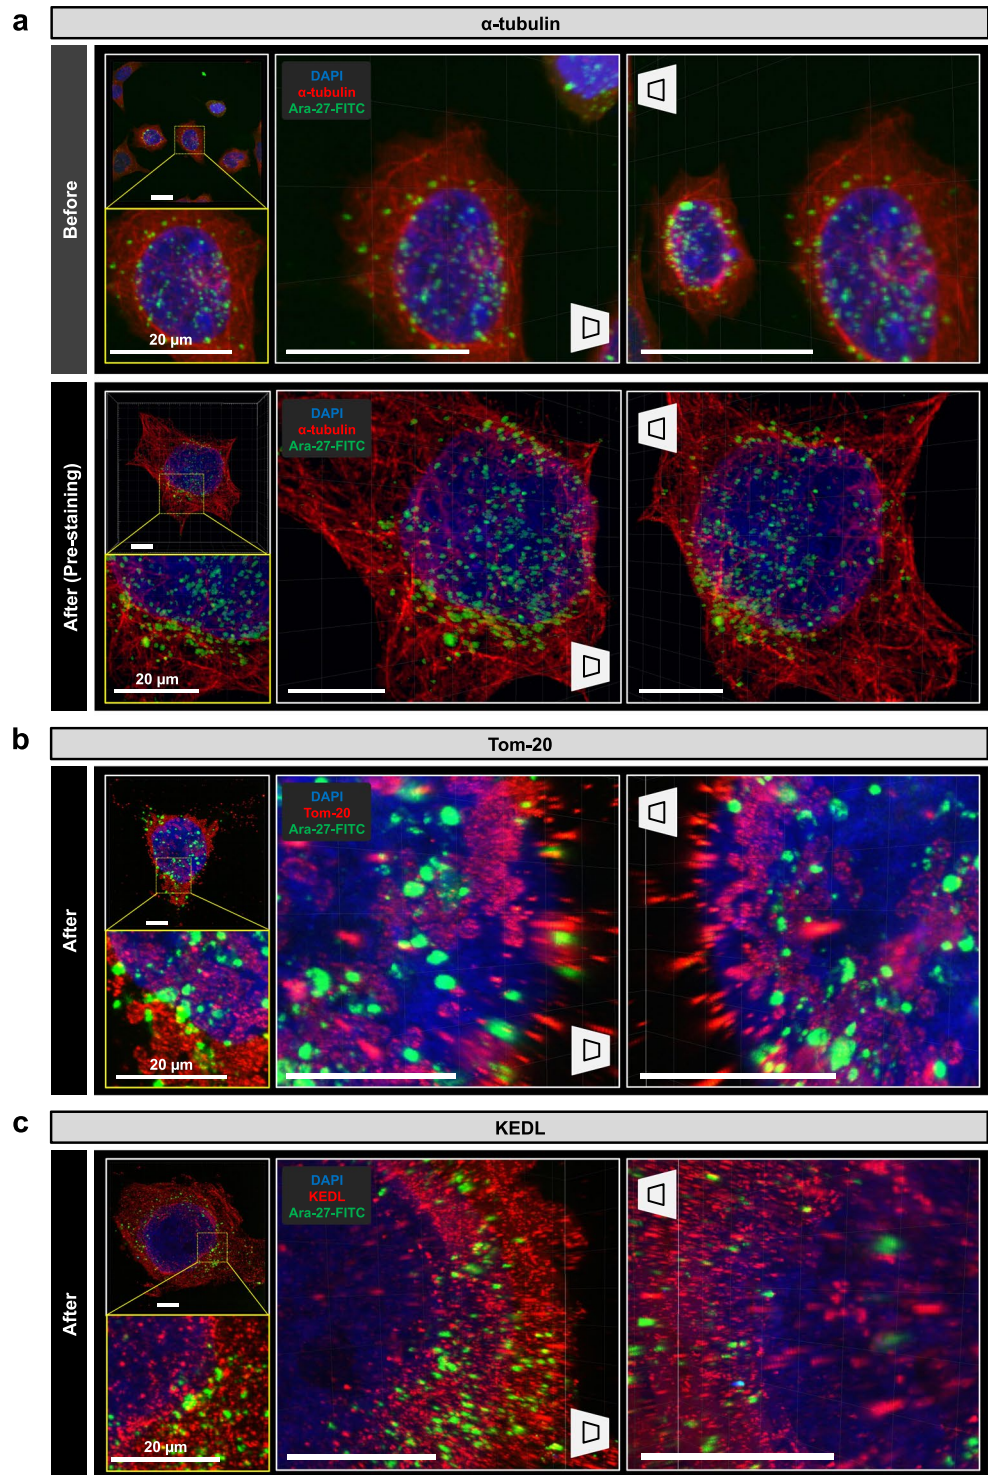 a
α-tubulin
Before
DAPI
α-tubulin
Ara-27-FITC
20 µm
After (Pre-staining)
DAPI
α-tubulin
Ara-27-FITC
20 µm
b
Tom-20
After
DAPI
Tom-20
Ara-27-FITC
20 µm
c
KEDL
After
DAPI
KEDL
Ara-27-FITC
20 µm